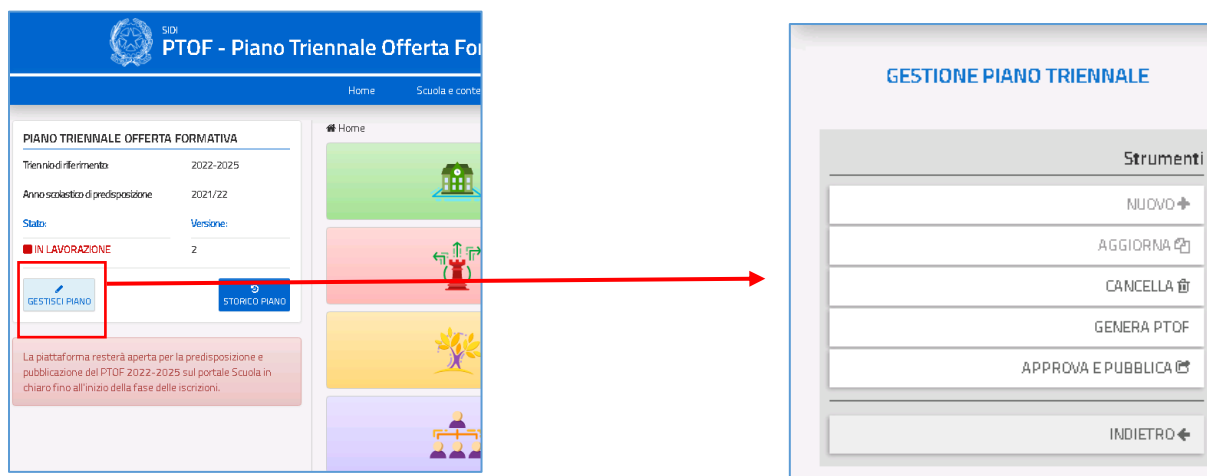 SIDI
PTOF - Piano Triennale Offerta For
Home Scuola e conte
PIANO TRIENNALE OFFERTA FORMATIVA
Triennio di riferimento: 2022-2025
Anno scolastico di predisposizione 2021/22
Stato: Versione:
IN LAVORAZIONE 2
GESTISCI PIANO STORICO PIANO
La piattaforma resterà aperta per la predisposizione e
pubblicazione del PTOF 2022-2025 sul portale Scuola in
chiaro fino all'inizio della fase delle iscrizioni.
Home
GESTIONE PIANO TRIENNALE
Strumenti
NUOVO
AGGIORNA
CANCELLA
GENERA PTOF
APPROVA E PUBBLICA
INDIETRO